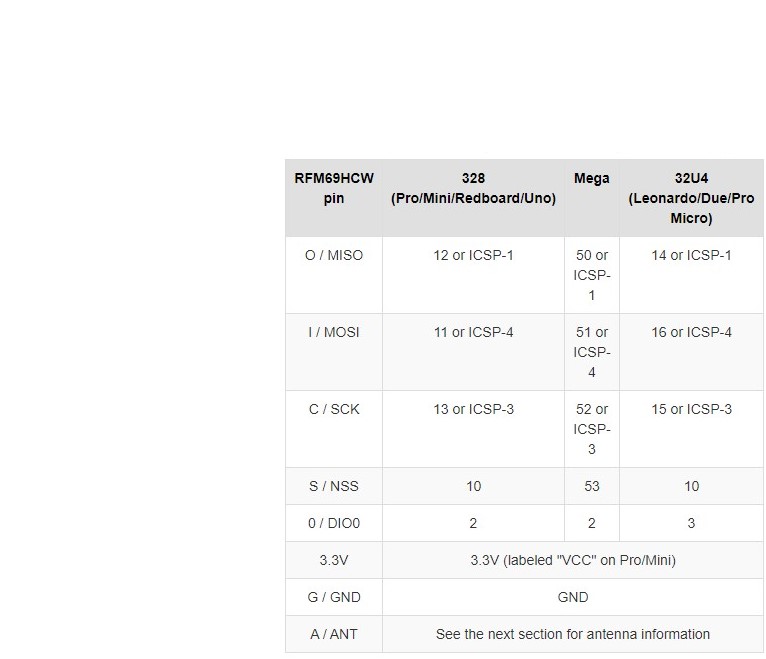 RFM69HCW pin 328 (Pro/Mini/Redboard/Uno) Mega 32U4 (Leonardo/Due/Pro Micro)
O / MISO 12 or ICSP-1 50 or ICSP-1 14 or ICSP-1
I / MOSI 11 or ICSP-4 51 or ICSP-4 16 or ICSP-4
C / SCK 13 or ICSP-3 52 or ICSP-3 15 or ICSP-3
S / NSS 10 53 10
0 / DIO0 2 2 3
3.3V 3.3V (labeled "VCC" on Pro/Mini)
G / GND GND
A / ANT See the next section for antenna information